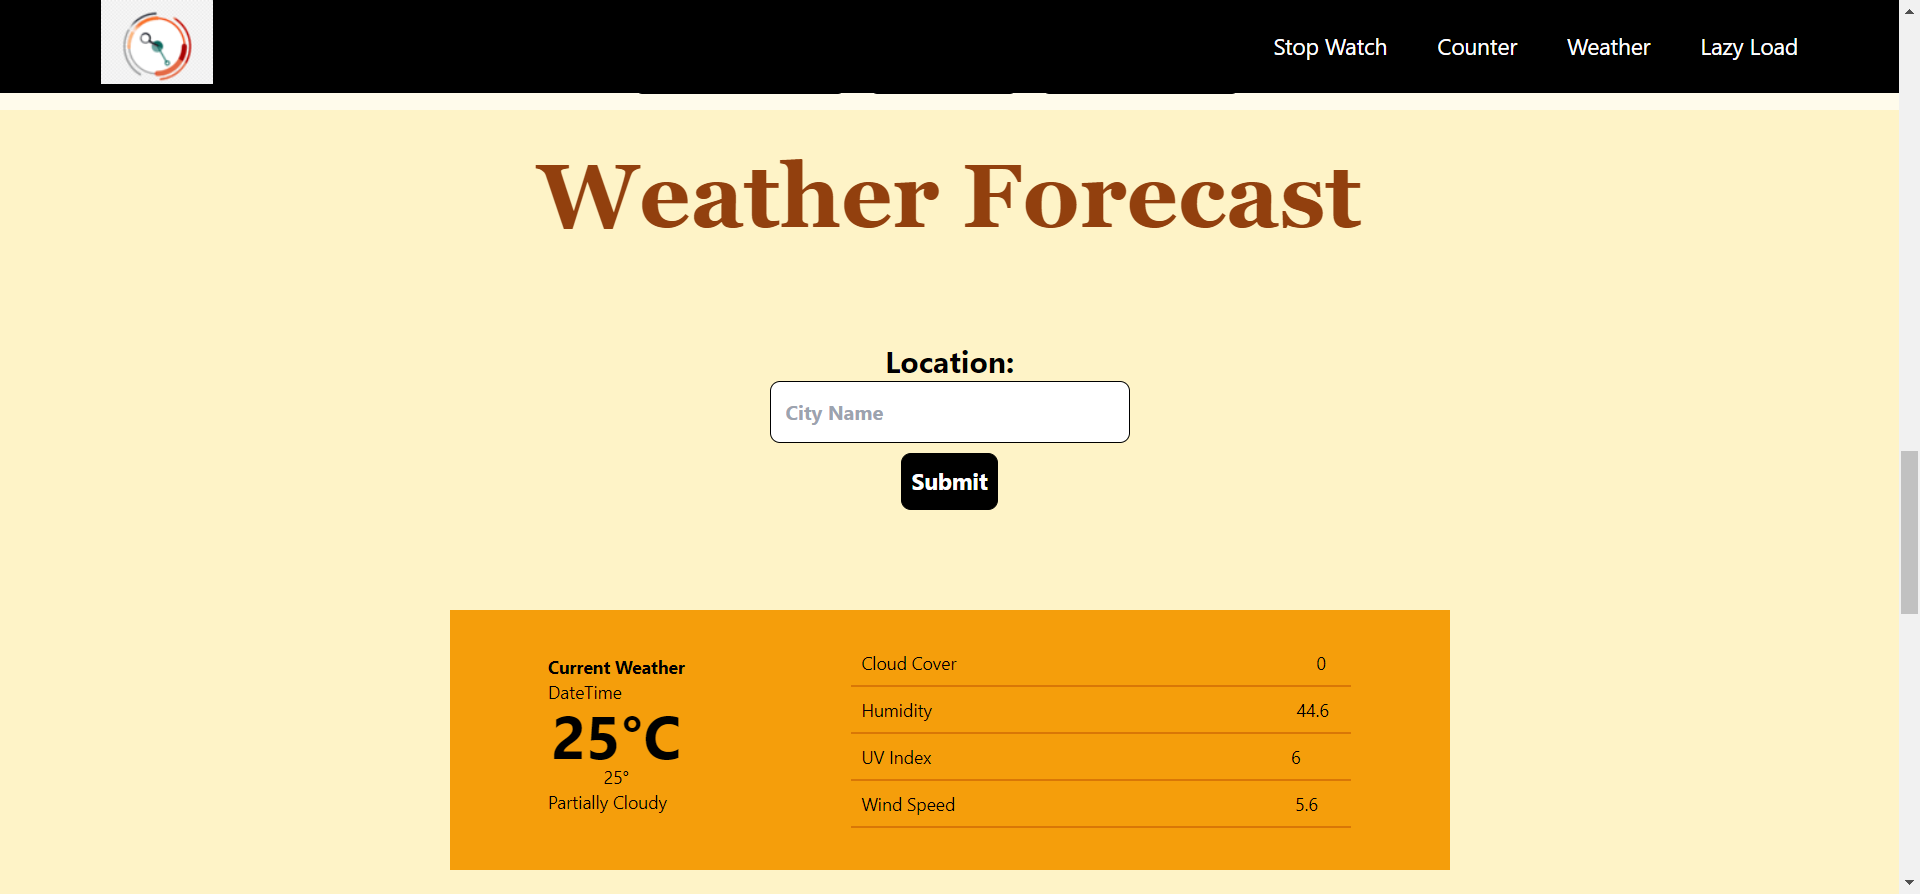 Stop Watch Counter Weather Lazy Load
Weather Forecast
Location:
City Name
Submit
Current Weather
DateTime
25°C
25°
Partially Cloudy
Cloud Cover 0
Humidity 44.6
UV Index 6
Wind Speed 5.6